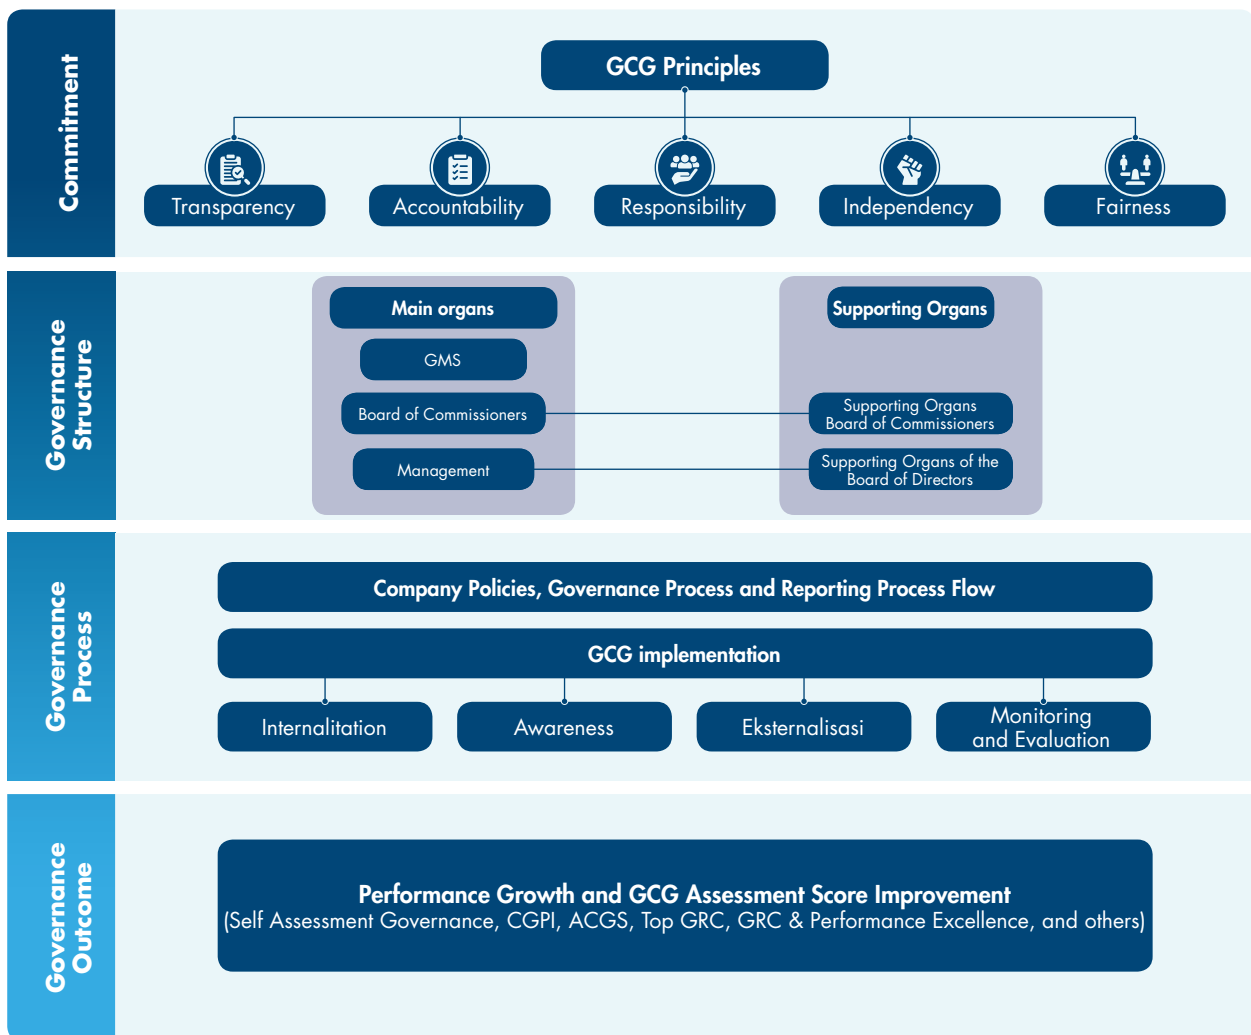 Commitment
GCG Principles
Transparency
Accountability
Responsibility
Independency
Fairness
Governance
Structure
Main organs
GMS
Board of Commissioners
Management
Supporting Organs
Supporting Organs
Board of Commissioners
Supporting Organs of the
Board of Directors
Governance
Process
Company Policies, Governance Process and Reporting Process Flow
GCG implementation
Internalitation
Awareness
Eksternalisasi
Monitoring
and Evaluation
Governance
Outcome
Performance Growth and GCG Assessment Score Improvement
(Self Assessment Governance, CGPI, ACGS, Top GRC, GRC & Performance Excellence, and others)